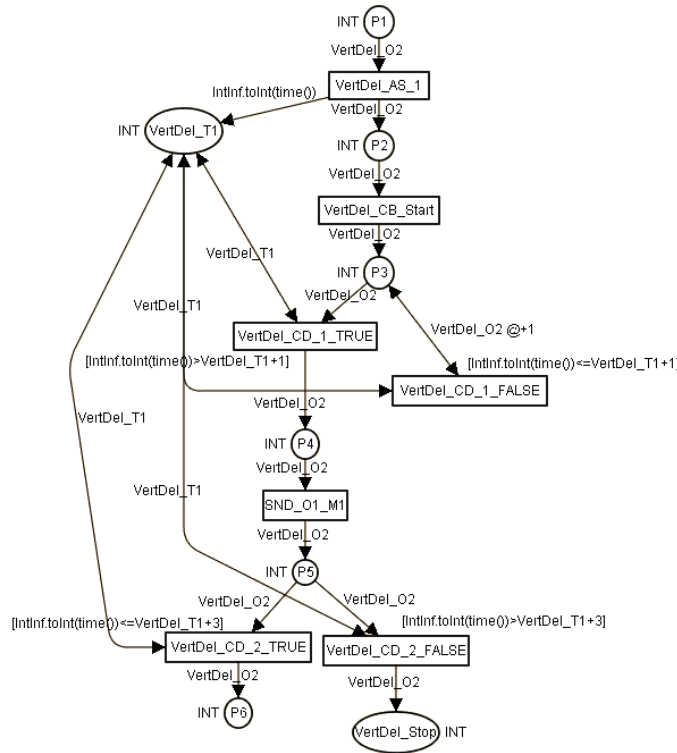 INT P1
VertDel_O2
VertDel_AS_1
IntInf.toInt(time())
VertDel_O2
INT VertDel_T1
INT P2
VertDel_O2
VertDel_CB_Start
VertDel_O2
VertDel_T1
INT P3
VertDel_O2
VertDel_T1
VertDel_O2 @+1
VertDel_CD_1_TRUE
[IntInf.toInt(time())>VertDel_T1+1]
[IntInf.toInt(time())<=VertDel_T1+1]
VertDel_CD_1_FALSE
VertDel_O2
VertDel_T1
INT P4
VertDel_O2
VertDel_T1
SND_O1_M1
VertDel_O2
INT P5
VertDel_O2
VertDel_O2
[IntInf.toInt(time())<=VertDel_T1+3]
[IntInf.toInt(time())>VertDel_T1+3]
VertDel_CD_2_TRUE
VertDel_CD_2_FALSE
VertDel_O2
VertDel_O2
INT P6
VertDel_Stop INT